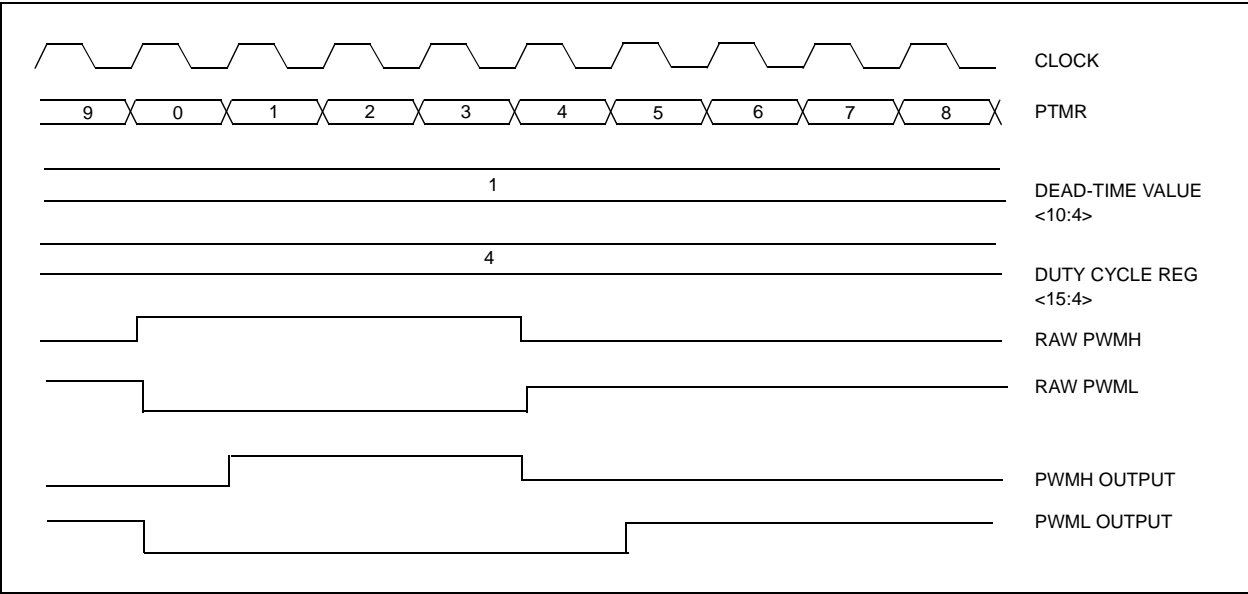 CLOCK
9 0 1 2 3 4 5 6 7 8
PTMR
1
DEAD-TIME VALUE
<10:4>
4
DUTY CYCLE REG
<15:4>
RAW PWMH
RAW PWML
PWMH OUTPUT
PWML OUTPUT